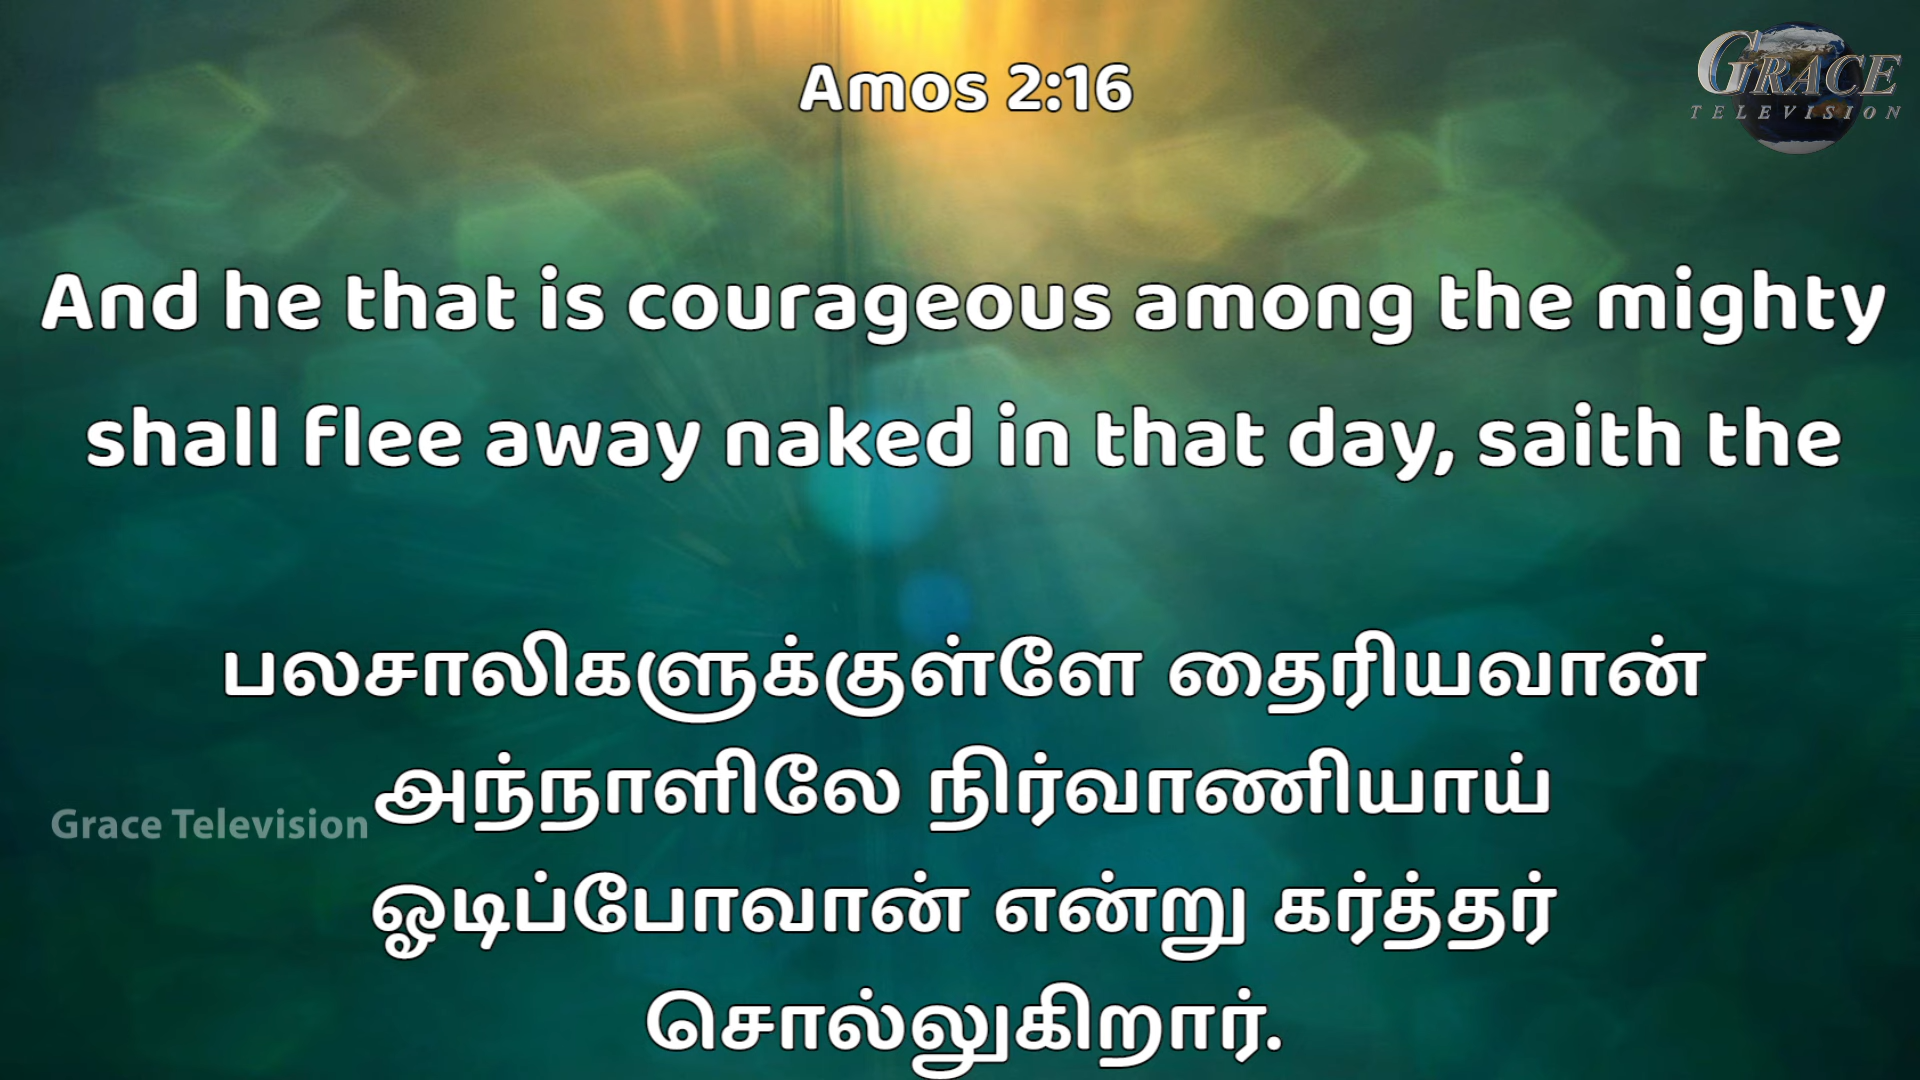 Amos 2:16
GRACE
TELEVISION
And he that is courageous among the mighty
shall flee away naked in that day, saith the
பலசாலிகளுக்குள்ளே தைரியவான்
அந்நாளிலே நிர்வாணியாய்
Grace Television
ஓடிப்போவான் என்று கர்த்தர்
சொல்லுகிறார்.